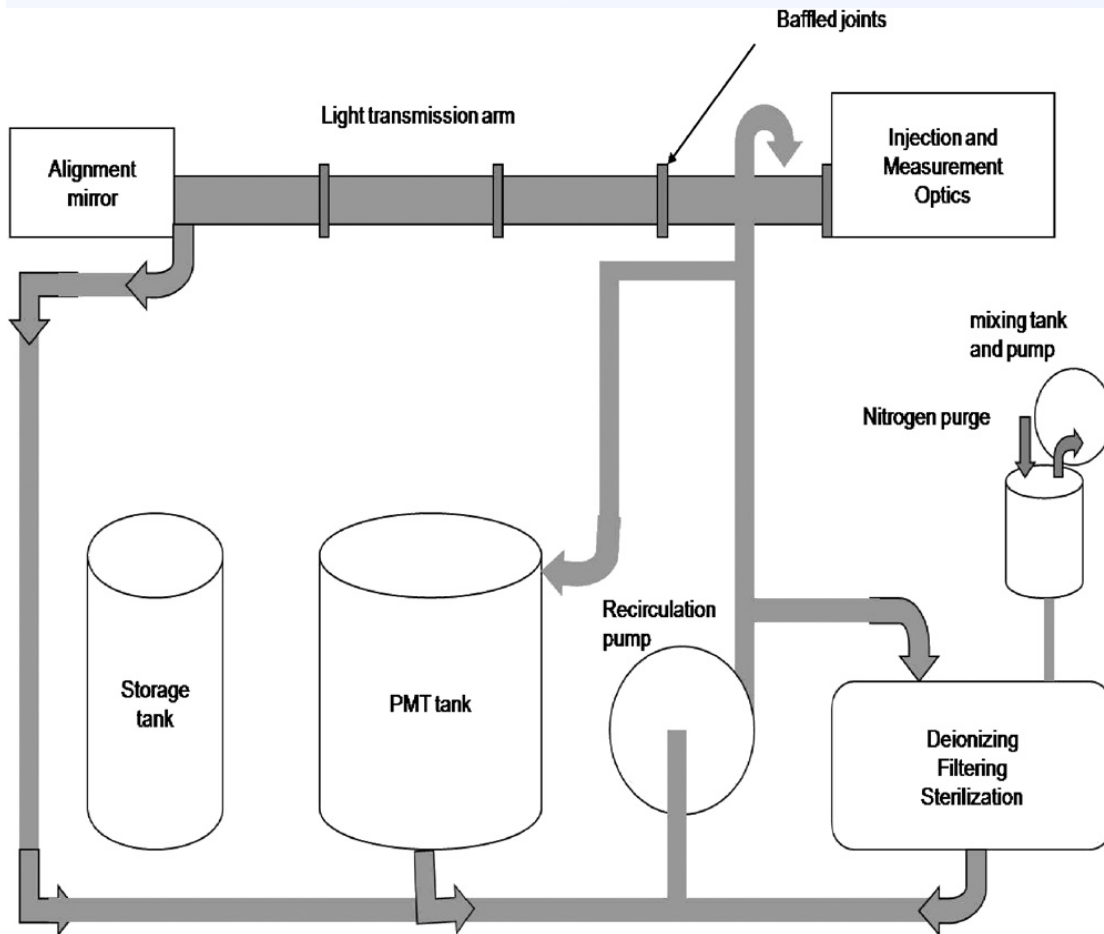 Baffled joints
Light transmission arm
Alignment
mirror
Injection and
Measurement
Optics
mixing tank
and pump
Nitrogen purge
Recirculation
pump
Storage
tank
PMT tank
Deionizing
Filtering
Sterilization